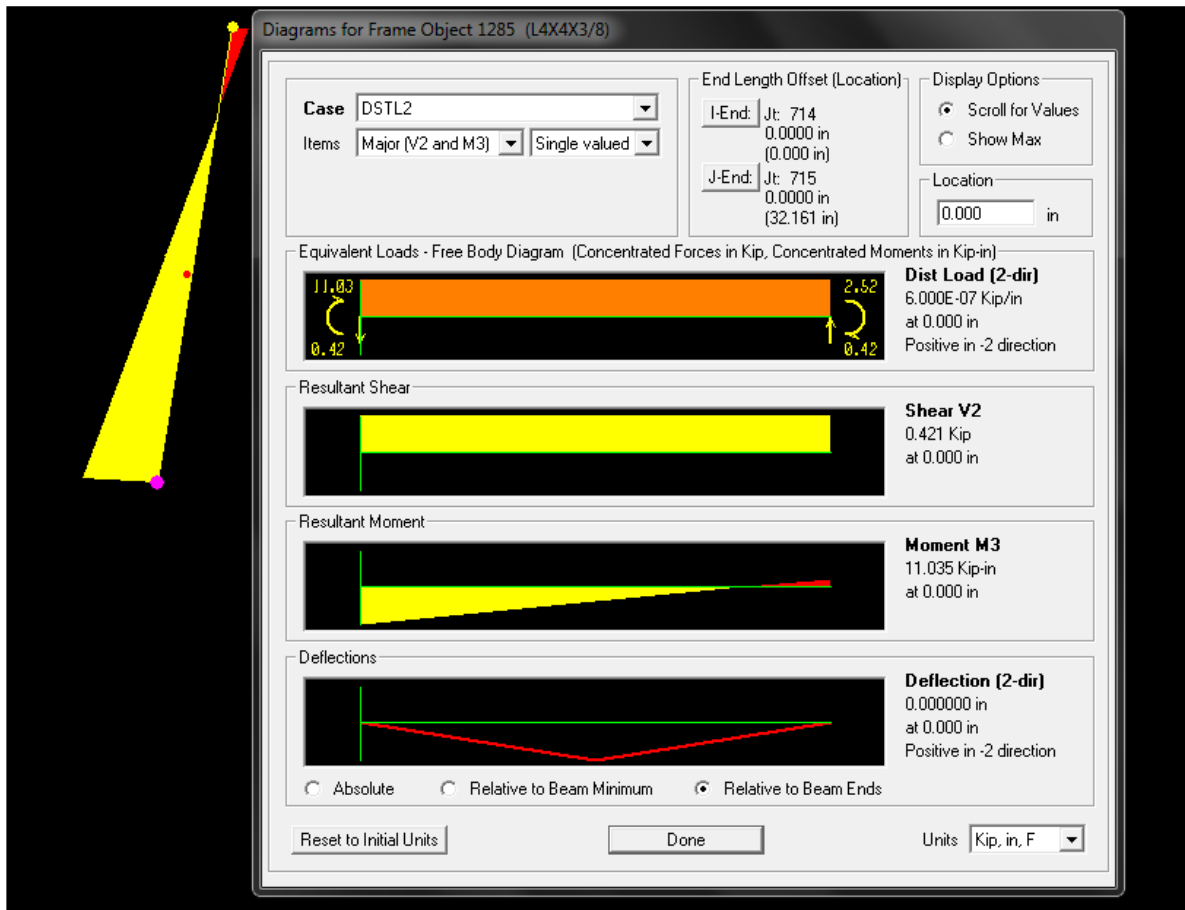 Diagrams for Frame Object 1285 (L4X4X3/8)
Case DSTL2
Items Major (V2 and M3) Single valued
End Length Offset (Location)
I-End: Jt: 714
0.0000 in
(0.000 in)
J-End: Jt: 715
0.0000 in
(32.161 in)
Display Options
Scroll for Values
Show Max
Location
0.000 in
Equivalent Loads - Free Body Diagram (Concentrated Forces in Kip, Concentrated Moments in Kip-in)
11.03 2.52
0.42 0.42
Dist Load (2-dir)
6.000E-07 Kip/in
at 0.000 in
Positive in -2 direction
Resultant Shear
Shear V2
0.421 Kip
at 0.000 in
Resultant Moment
Moment M3
11.035 Kip-in
at 0.000 in
Deflections
Deflection (2-dir)
0.000000 in
at 0.000 in
Positive in -2 direction
Absolute Relative to Beam Minimum Relative to Beam Ends
Reset to Initial Units Done Units Kip, in, F